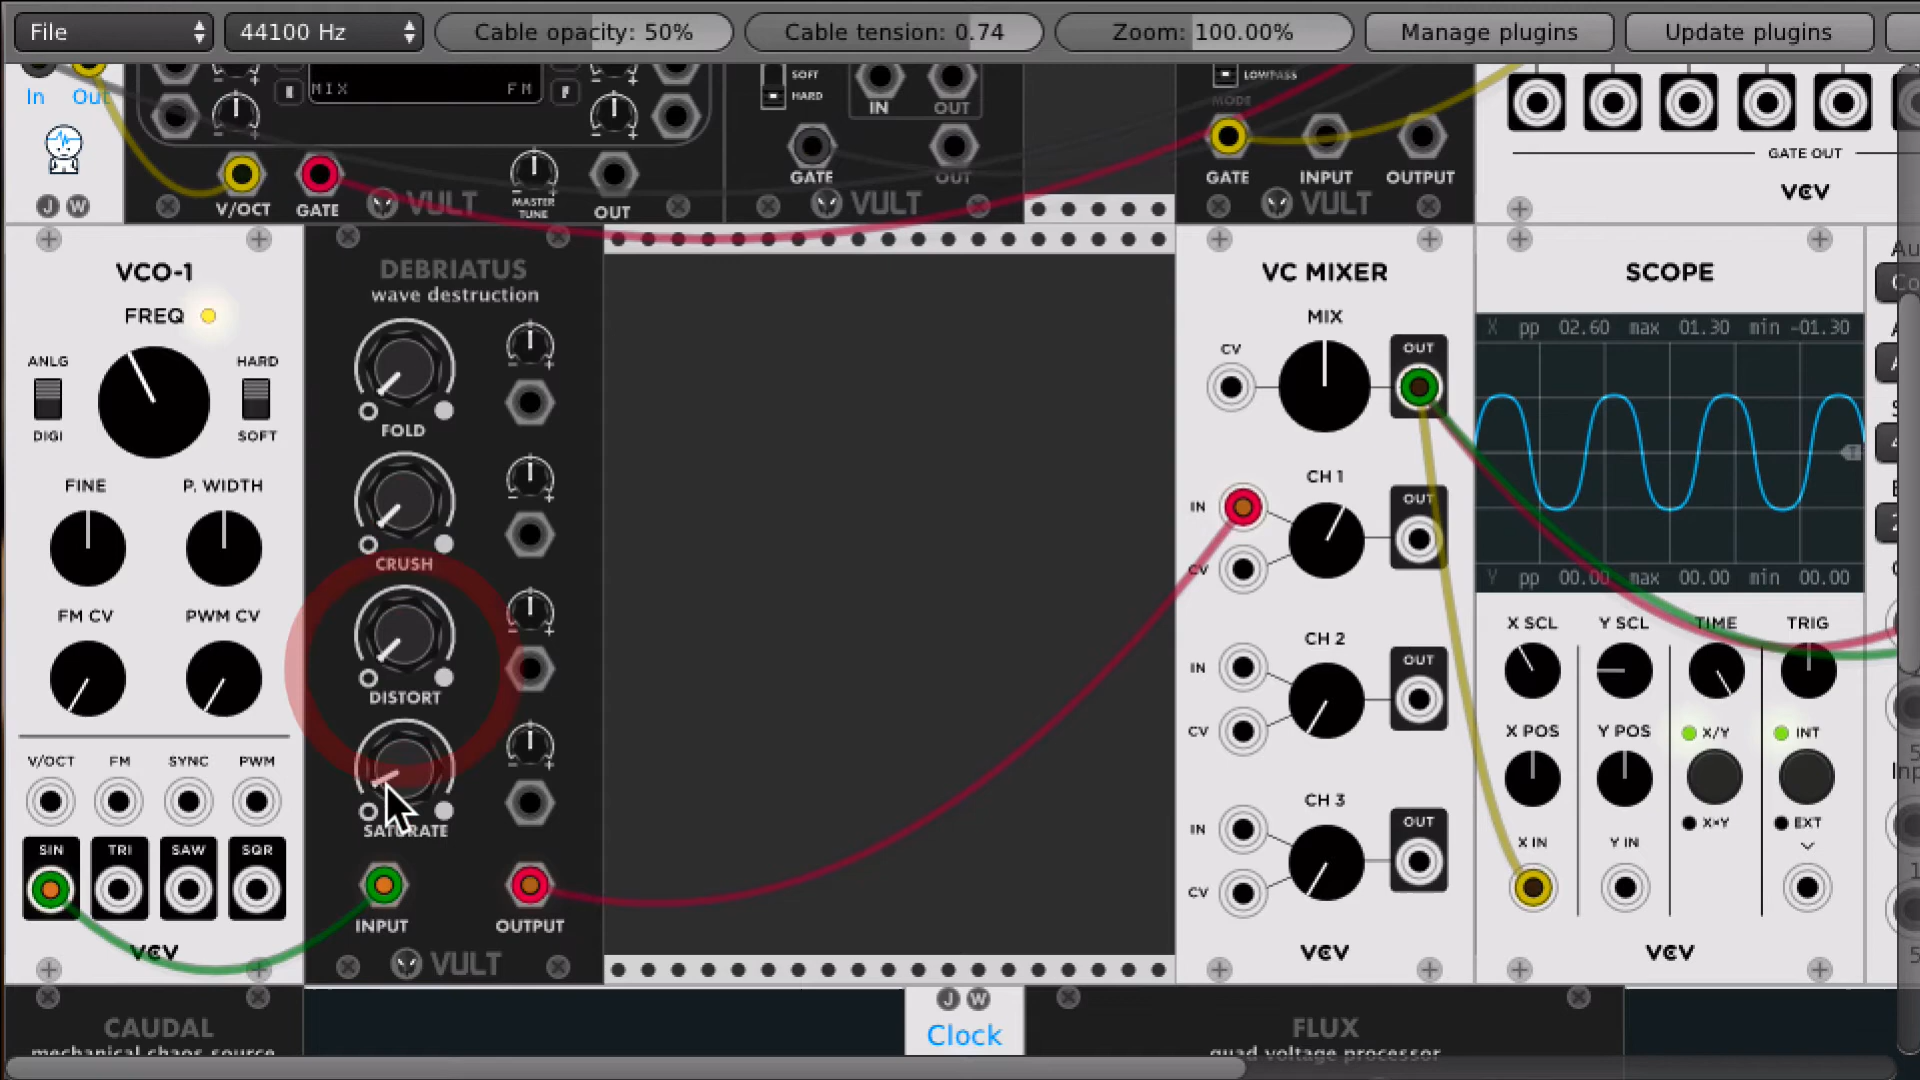 File
44100 Hz
Cable opacity: 50%
Cable tension: 0.74
Zoom: 100.00%
Manage plugins
Update plugins
In Out
MIX FM
SOFT
HARD
IN OUT
LOWPASS
MODE
V/OCT GATE VULT MASTER TUNE OUT
GATE OUT VULT
GATE INPUT OUTPUT
VULT
GATE OUT
VCV
J W
VCO-1
FREQ
ANLG HARD
DIGI SOFT
FINE P. WIDTH
FM CV PWM CV
V/OCT FM SYNC PWM
SIN TRI SAW SQR
VCV
DEBRIATUS
wave destruction
FOLD
CRUSH
DISTORT
SATURATE
INPUT OUTPUT
VULT
VC MIXER
MIX
CV OUT
CH 1
IN OUT
CV
CH 2
IN OUT
CV
CH 3
IN OUT
CV
VCV
SCOPE
X pp 02.60 max 01.30 min -01.30
Y pp 00.00 max 00.00 min 00.00
X SCL Y SCL TIME TRIG
X POS Y POS X/Y INT
X×Y EXT
X IN Y IN
VCV
CAUDAL
mechanical chaos source
J W
Clock
FLUX
quad voltage processor